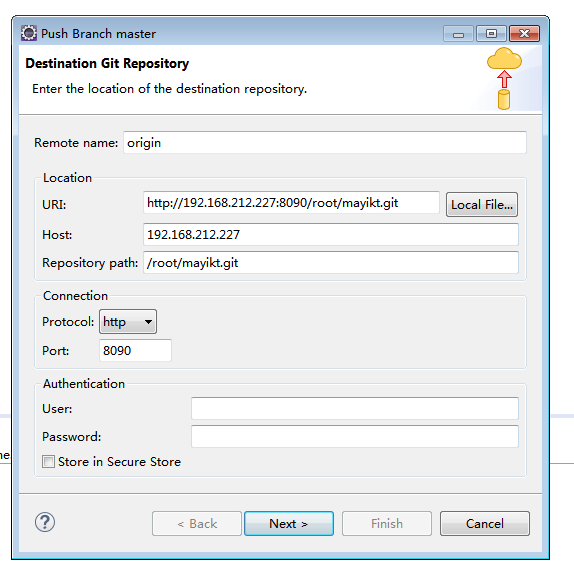 Push Branch master
Destination Git Repository
Enter the location of the destination repository.
Remote name: origin
Location
URI: http://192.168.212.227:8090/root/mayikt.git Local File...
Host: 192.168.212.227
Repository path: /root/mayikt.git
Connection
Protocol: http
Port: 8090
Authentication
User:
Password:
Store in Secure Store
< Back Next > Finish Cancel